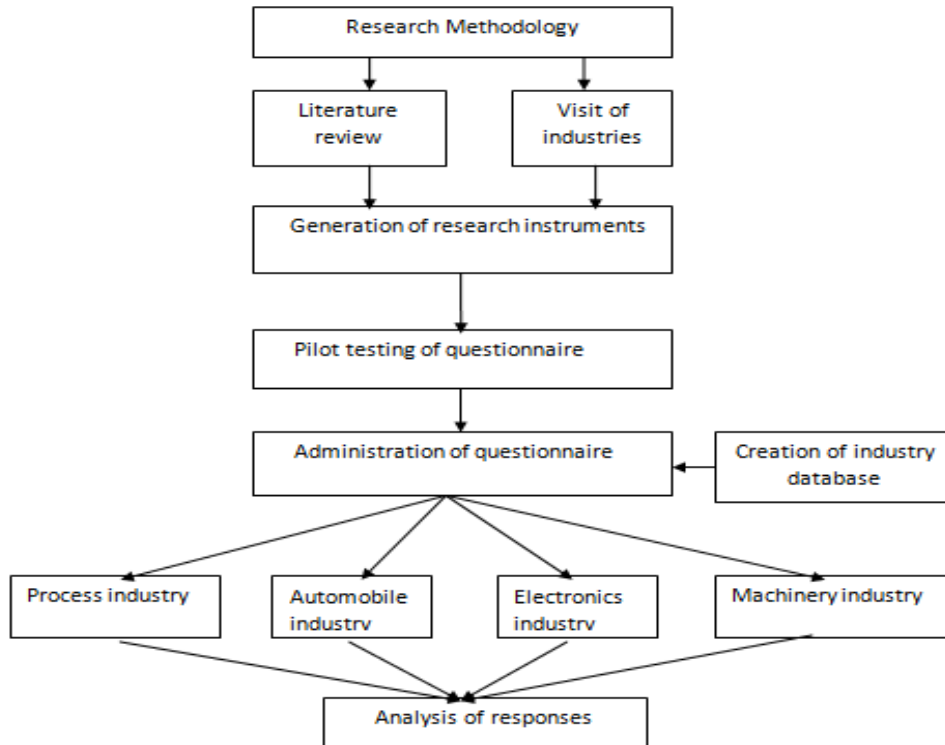 Research Methodology
Literature
review
Visit of
industries
Generation of research instruments
Pilot testing of questionnaire
Administration of questionnaire
Creation of industry
database
Process industry
Automobile
industry
Electronics
industry
Machinery industry
Analysis of responses